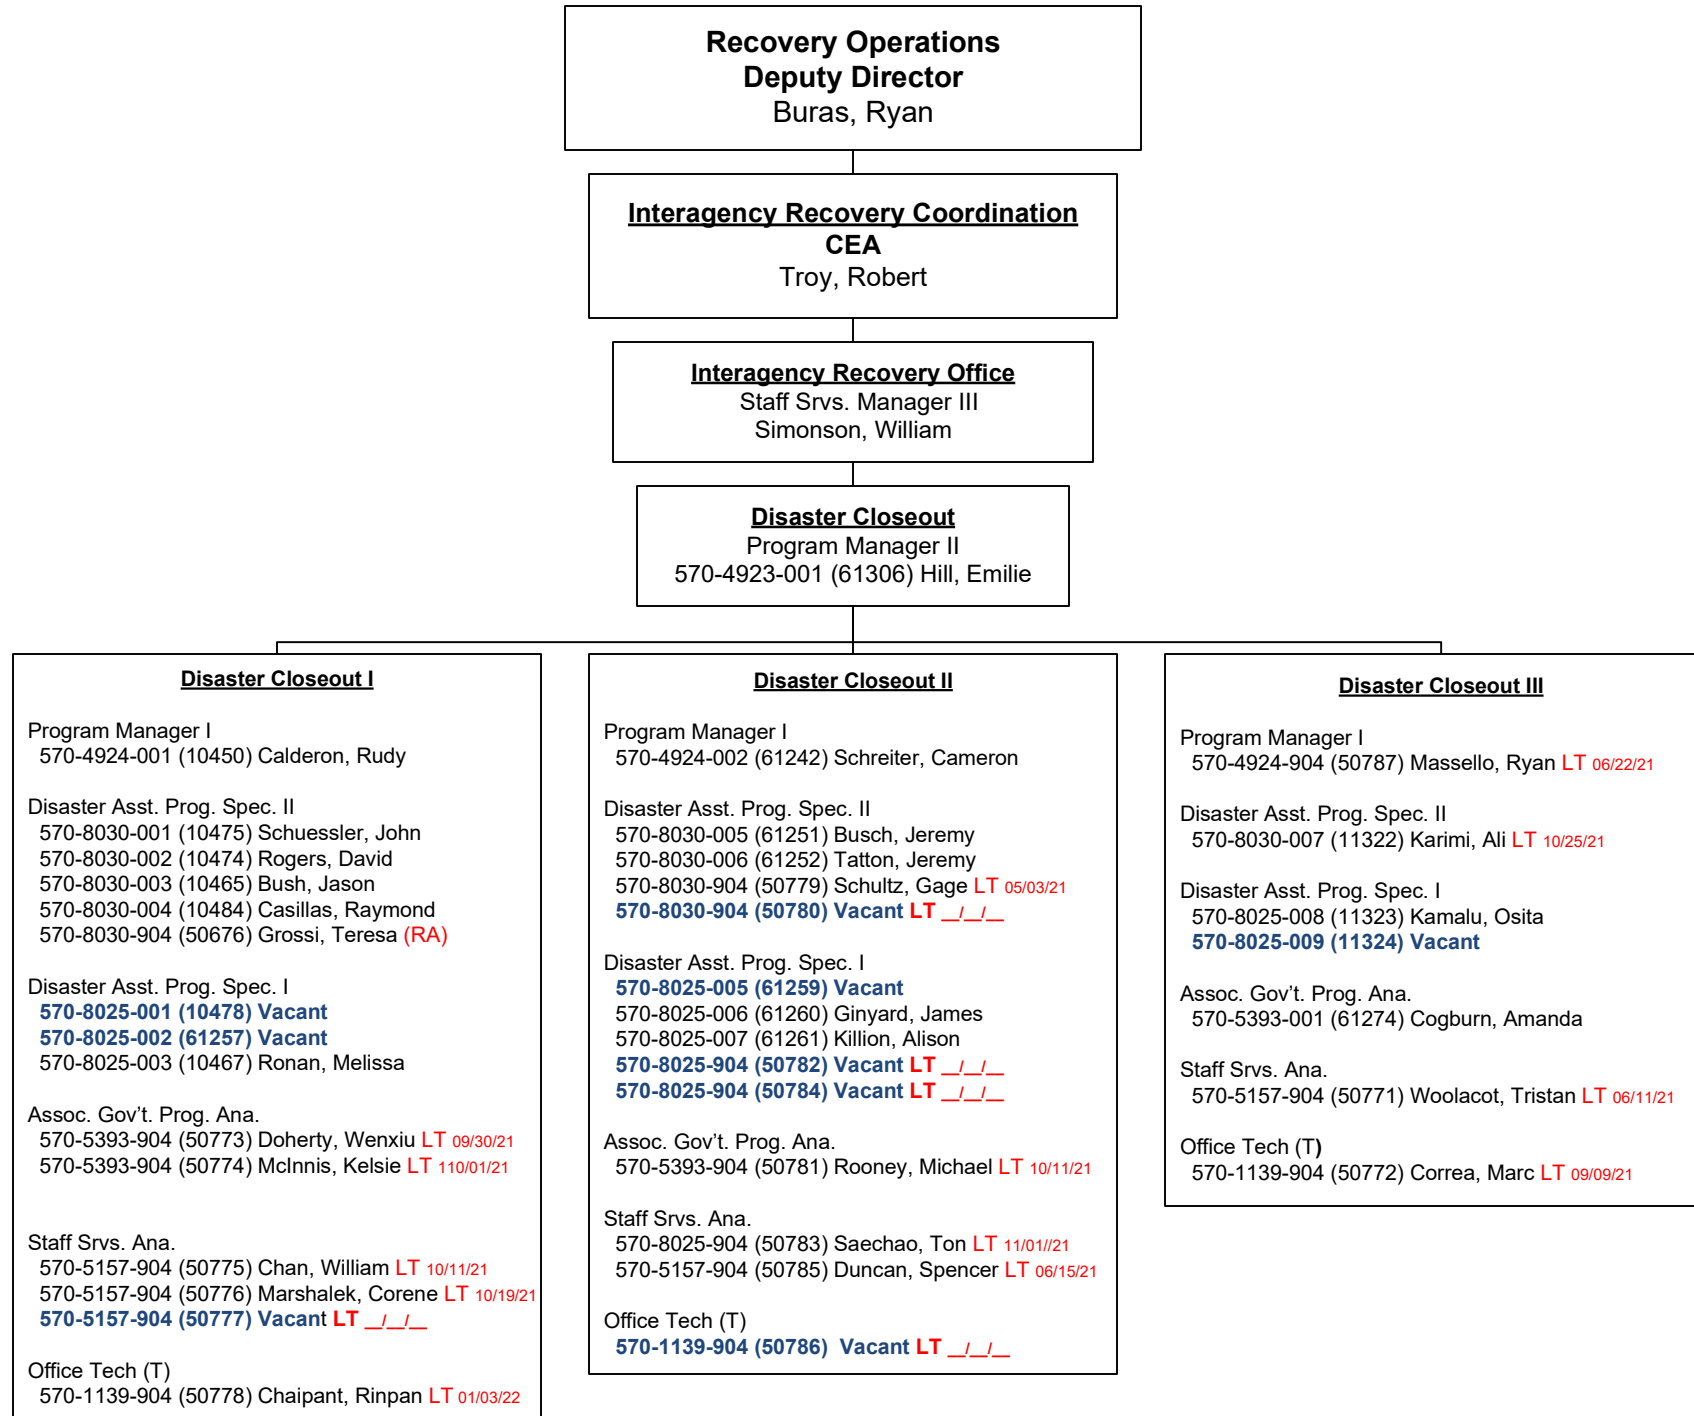 Recovery Operations
Deputy Director
Buras, Ryan
Interagency Recovery Coordination
CEA
Troy, Robert
Interagency Recovery Office
Staff Srvs. Manager III
Simonson, William
Disaster Closeout
Program Manager II
570-4923-001 (61306) Hill, Emilie
Disaster Closeout I
Program Manager I
570-4924-001 (10450) Calderon, Rudy
Disaster Asst. Prog. Spec. II
570-8030-001 (10475) Schuessler, John
570-8030-002 (10474) Rogers, David
570-8030-003 (10465) Bush, Jason
570-8030-004 (10484) Casillas, Raymond
570-8030-904 (50676) Grossi, Teresa (RA)
Disaster Asst. Prog. Spec. I
570-8025-001 (10478) Vacant
570-8025-002 (61257) Vacant
570-8025-003 (10467) Ronan, Melissa
Assoc. Gov’t. Prog. Ana.
570-5393-904 (50773) Doherty, Wenxiu LT 09/30/21
570-5393-904 (50774) McInnis, Kelsie LT 110/01/21
Staff Srvs. Ana.
570-5157-904 (50775) Chan, William LT 10/11/21
570-5157-904 (50776) Marshalek, Corene LT 10/19/21
570-5157-904 (50777) Vacant LT __/__/__
Office Tech (T)
570-1139-904 (50778) Chaipant, Rinpan LT 01/03/22
Disaster Closeout II
Program Manager I
570-4924-002 (61242) Schreiter, Cameron
Disaster Asst. Prog. Spec. II
570-8030-005 (61251) Busch, Jeremy
570-8030-006 (61252) Tatton, Jeremy
570-8030-904 (50779) Schultz, Gage LT 05/03/21
570-8030-904 (50780) Vacant LT __/__/__
Disaster Asst. Prog. Spec. I
570-8025-005 (61259) Vacant
570-8025-006 (61260) Ginyard, James
570-8025-007 (61261) Killion, Alison
570-8025-904 (50782) Vacant LT __/__/__
570-8025-904 (50784) Vacant LT __/__/__
Assoc. Gov’t. Prog. Ana.
570-5393-904 (50781) Rooney, Michael LT 10/11/21
Staff Srvs. Ana.
570-8025-904 (50783) Saechao, Ton LT 11/01//21
570-5157-904 (50785) Duncan, Spencer LT 06/15/21
Office Tech (T)
570-1139-904 (50786) Vacant LT __/__/__
Disaster Closeout III
Program Manager I
570-4924-904 (50787) Massello, Ryan LT 06/22/21
Disaster Asst. Prog. Spec. II
570-8030-007 (11322) Karimi, Ali LT 10/25/21
Disaster Asst. Prog. Spec. I
570-8025-008 (11323) Kamalu, Osita
570-8025-009 (11324) Vacant
Assoc. Gov’t. Prog. Ana.
570-5393-001 (61274) Cogburn, Amanda
Staff Srvs. Ana.
570-5157-904 (50771) Woolacot, Tristan LT 06/11/21
Office Tech (T)
570-1139-904 (50772) Correa, Marc LT 09/09/21